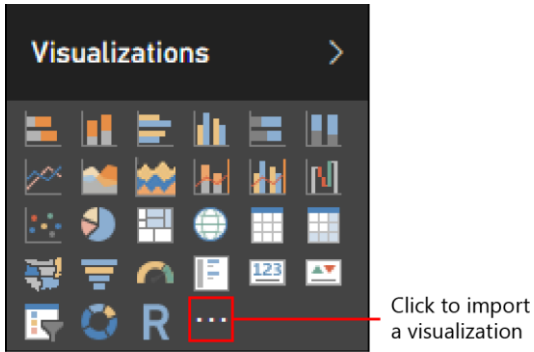 Visualizations
123
R
...
Click to import
a visualization